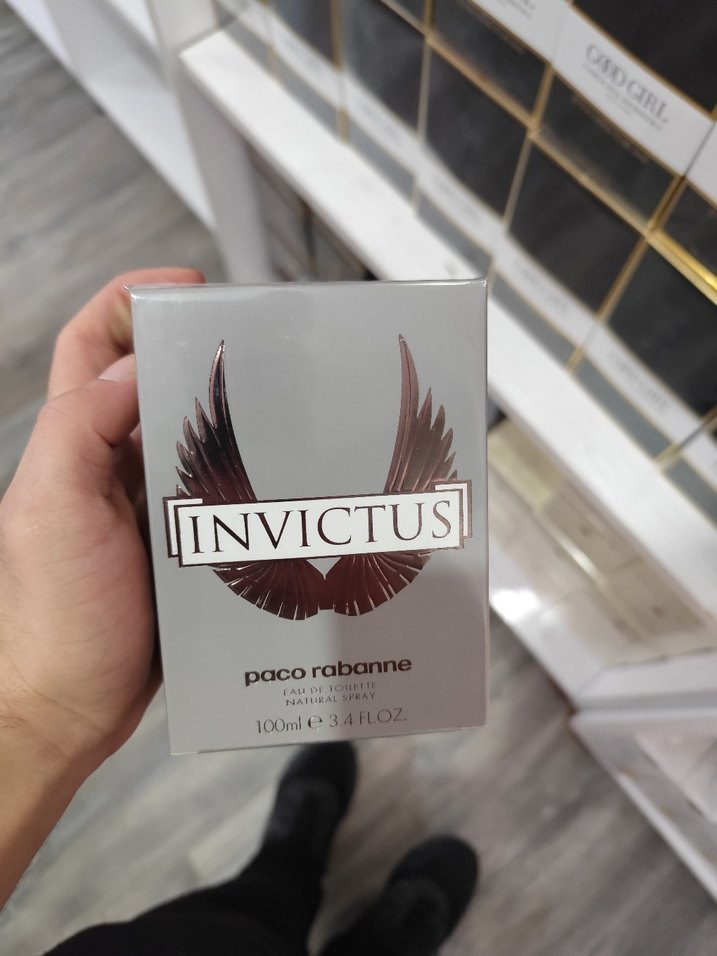 GOOD GIRL
INVICTUS
paco rabanne
EAU DE TOILETTE
NATURAL SPRAY
100ml ℮ 3.4 FL.OZ.